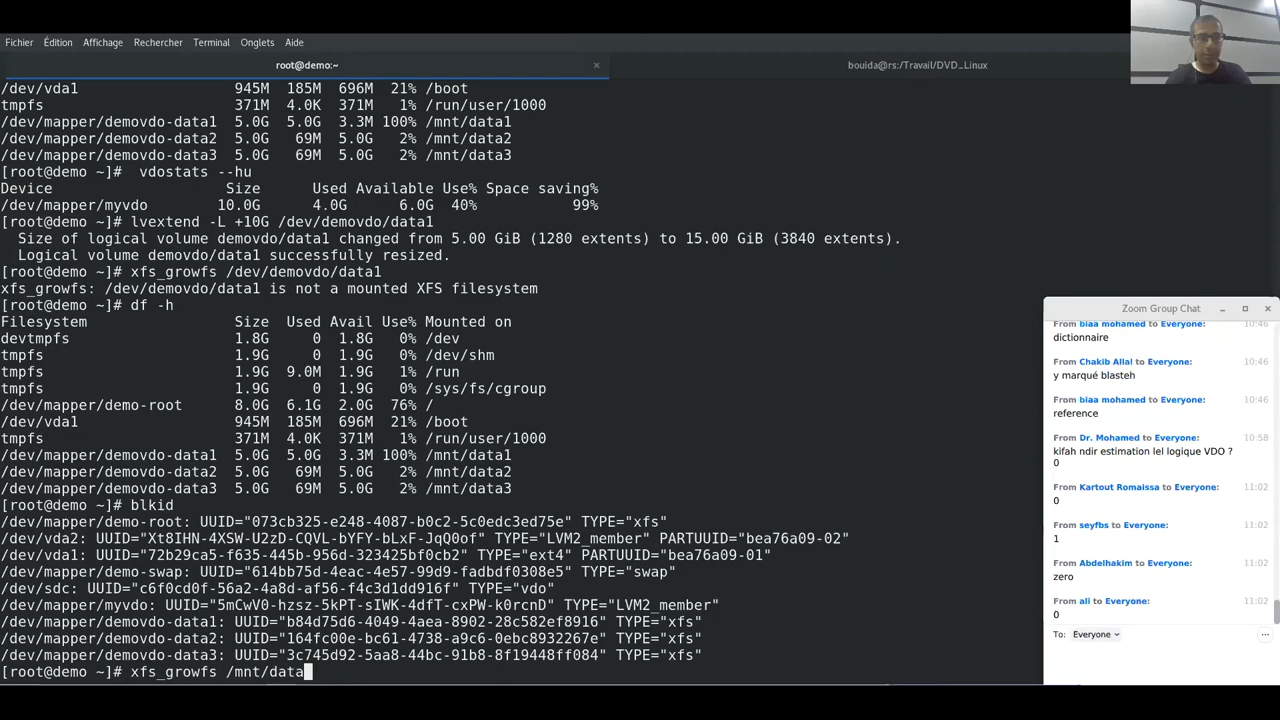 Fichier Édition Affichage Rechercher Terminal Onglets Aide
root@demo:~ × bouida@rs:/Travail/DVD_Linux
/dev/vda1 945M 185M 696M 21% /boot
tmpfs 371M 4.0K 371M 1% /run/user/1000
/dev/mapper/demovdo-data1 5.0G 5.0G 3.3M 100% /mnt/data1
/dev/mapper/demovdo-data2 5.0G 69M 5.0G 2% /mnt/data2
/dev/mapper/demovdo-data3 5.0G 69M 5.0G 2% /mnt/data3
[root@demo ~]# vdostats --hu
Device Size Used Available Use% Space saving%
/dev/mapper/myvdo 10.0G 4.0G 6.0G 40% 99%
[root@demo ~]# lvextend -L +10G /dev/demovdo/data1
Size of logical volume demovdo/data1 changed from 5.00 GiB (1280 extents) to 15.00 GiB (3840 extents).
Logical volume demovdo/data1 successfully resized.
[root@demo ~]# xfs_growfs /dev/demovdo/data1
xfs_growfs: /dev/demovdo/data1 is not a mounted XFS filesystem
[root@demo ~]# df -h
Filesystem Size Used Avail Use% Mounted on
devtmpfs 1.8G 0 1.8G 0% /dev
tmpfs 1.9G 0 1.9G 0% /dev/shm
tmpfs 1.9G 9.0M 1.9G 1% /run
tmpfs 1.9G 0 1.9G 0% /sys/fs/cgroup
/dev/mapper/demo-root 8.0G 6.1G 2.0G 76% /
/dev/vda1 945M 185M 696M 21% /boot
tmpfs 371M 4.0K 371M 1% /run/user/1000
/dev/mapper/demovdo-data1 5.0G 5.0G 3.3M 100% /mnt/data1
/dev/mapper/demovdo-data2 5.0G 69M 5.0G 2% /mnt/data2
/dev/mapper/demovdo-data3 5.0G 69M 5.0G 2% /mnt/data3
[root@demo ~]# blkid
/dev/mapper/demo-root: UUID="073cb325-e248-4087-b0c2-5c0edc3ed75e" TYPE="xfs"
/dev/vda2: UUID="Xt8IHN-4XSW-U2zD-CQVL-bYFY-bLxF-JqQoof" TYPE="LVM2_member" PARTUUID="bea76a09-02"
/dev/vda1: UUID="72b29ca5-f635-445b-956d-323425bf0cb2" TYPE="ext4" PARTUUID="bea76a09-01"
/dev/mapper/demo-swap: UUID="614bb75d-4eac-4e57-99d9-fadbdf0308e5" TYPE="swap"
/dev/sdc: UUID="c6f0cd0f-56a2-4a8d-af56-f4c3d1dd916f" TYPE="vdo"
/dev/mapper/myvdo: UUID="5mCwV0-hzsz-5kPT-sIWK-VdfT-cxPW-k0rcnD" TYPE="LVM2_member"
/dev/mapper/demovdo-data1: UUID="b84d75d6-4049-4aea-8902-28c582ef8916" TYPE="xfs"
/dev/mapper/demovdo-data2: UUID="164fc00e-bc61-4738-a9c6-0ebc8932267e" TYPE="xfs"
/dev/mapper/demovdo-data3: UUID="3c745d92-5aa8-44bc-91b8-8f19448ff084" TYPE="xfs"
[root@demo ~]# xfs_growfs /mnt/data
Zoom Group Chat
From biaa mohamed to Everyone: 10:46
dictionnaire
From Chakib Allal to Everyone: 10:46
y marqué blasteh
From biaa mohamed to Everyone: 10:46
reference
From Dr. Mohamed to Everyone: 10:58
kifah ndir estimation lel logique VDO ?
0
From Kartout Romaissa to Everyone: 11:02
0
From seyfbs to Everyone: 11:02
1
From Abdelhakim to Everyone: 11:02
zero
From ali to Everyone: 11:02
0
To: Everyone